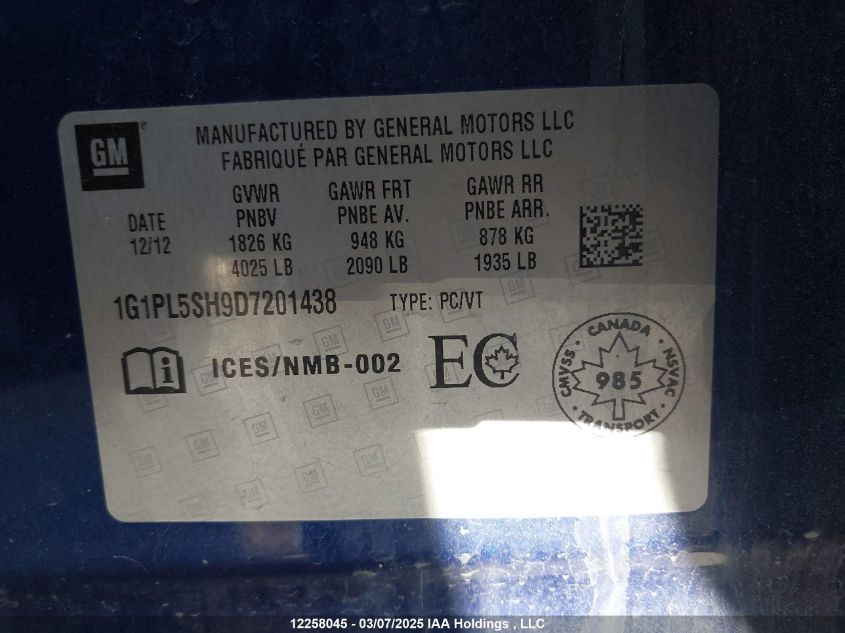 GM ®
MANUFACTURED BY GENERAL MOTORS LLC
FABRIQUÉ PAR GENERAL MOTORS LLC
GVWR GAWR FRT GAWR RR
DATE PNBV PNBE AV. PNBE ARR.
12/12 1826 KG 948 KG 878 KG
4025 LB 2090 LB 1935 LB
1G1PL5SH9D7201438 TYPE: PC/VT
i ICES/NMB-002 EC
CANADA
CMVSS 985 NSVAC
TRANSPORT
12258045 - 03/07/2025 IAA Holdings , LLC